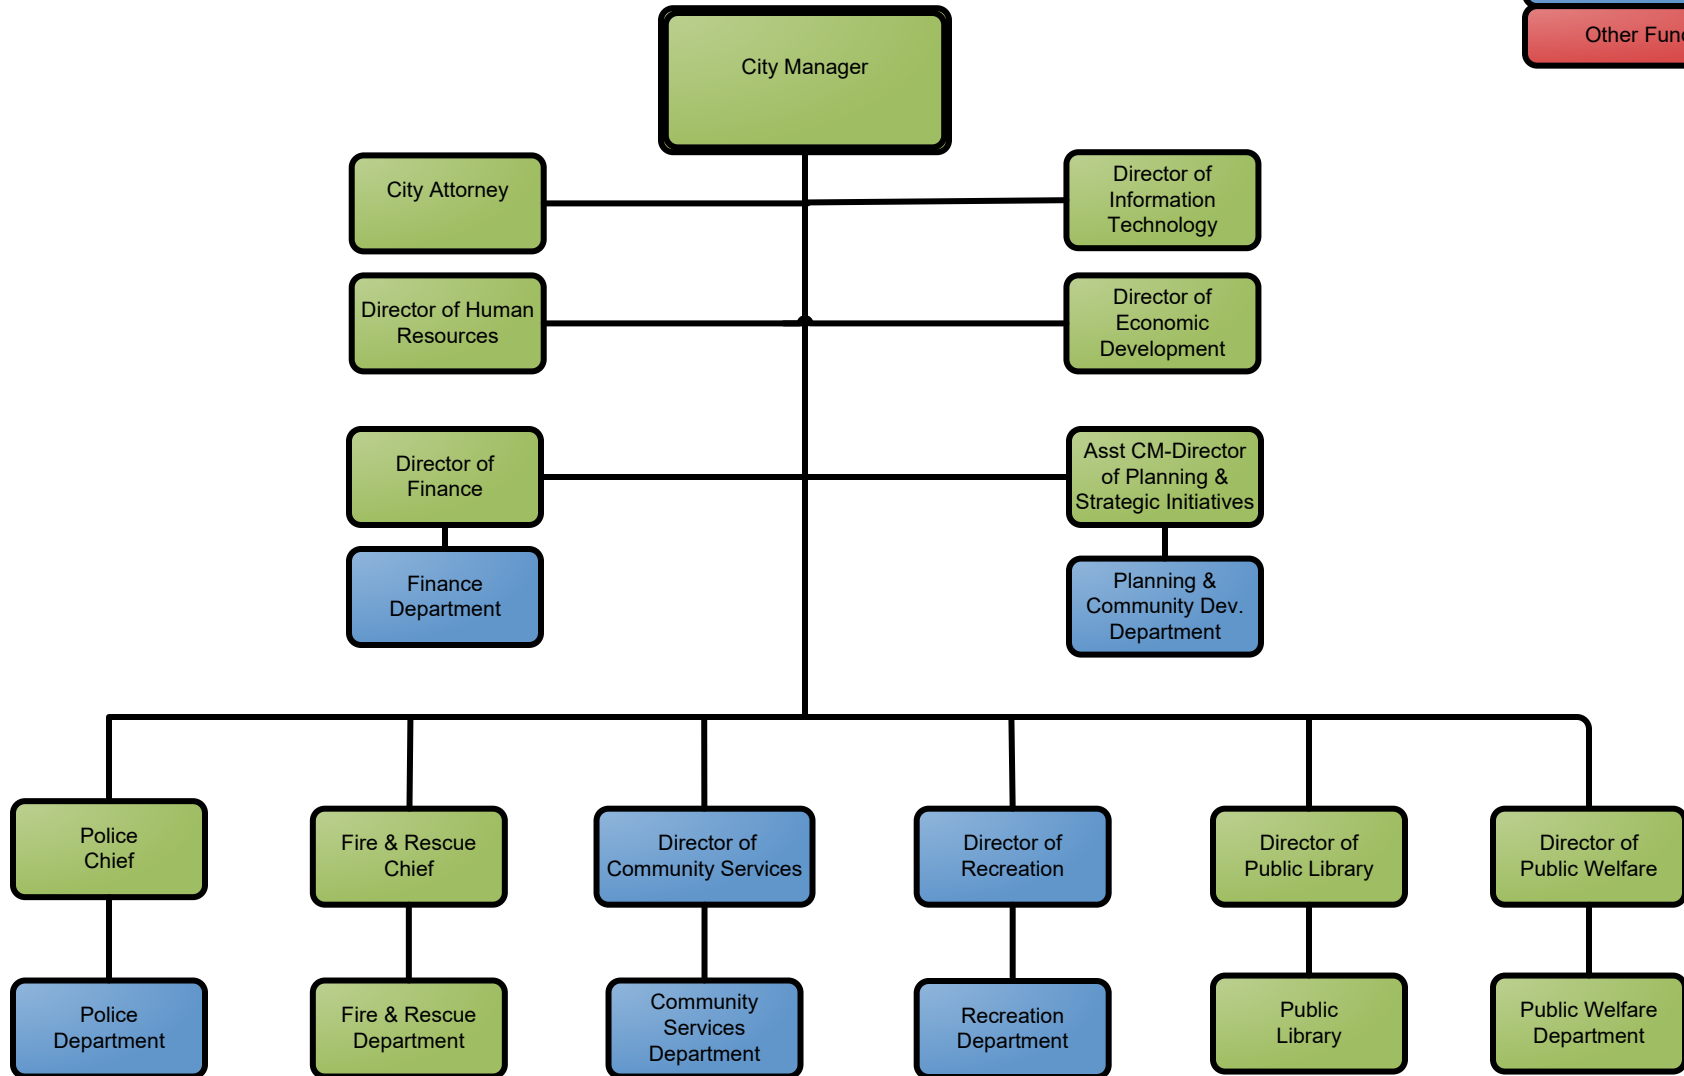 City Manager
Other
City Attorney
Director of
Information
Technology
Director of Human
Resources
Director of
Economic
Development
Director of
Finance
Asst CM-Director
of Planning &
Strategic Initiatives
Finance
Department
Planning &
Community Dev.
Department
Police
Chief
Fire & Rescue
Chief
Director of
Community Services
Director of
Recreation
Director of
Public Library
Director of
Public Welfare
Police
Department
Fire & Rescue
Department
Community
Services
Department
Recreation
Department
Public
Library
Public Welfare
Department